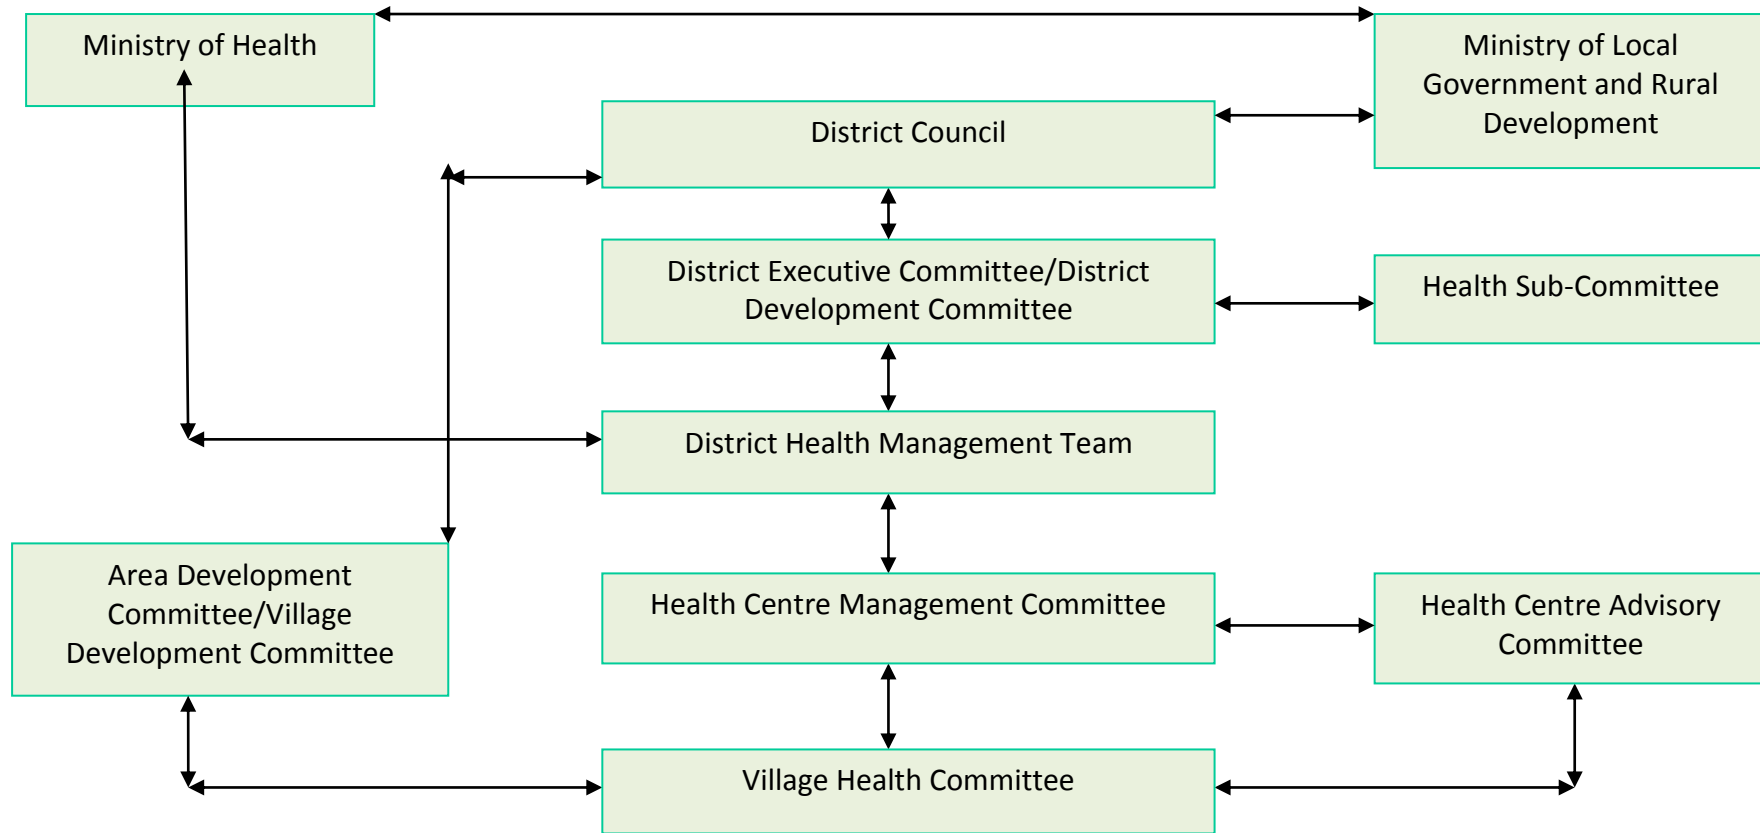 Ministry of Health
Ministry of Local
Government and Rural
Development
District Council
District Executive Committee/District
Development Committee
Health Sub-Committee
District Health Management Team
Area Development
Committee/Village
Development Committee
Health Centre Management Committee
Health Centre Advisory
Committee
Village Health Committee